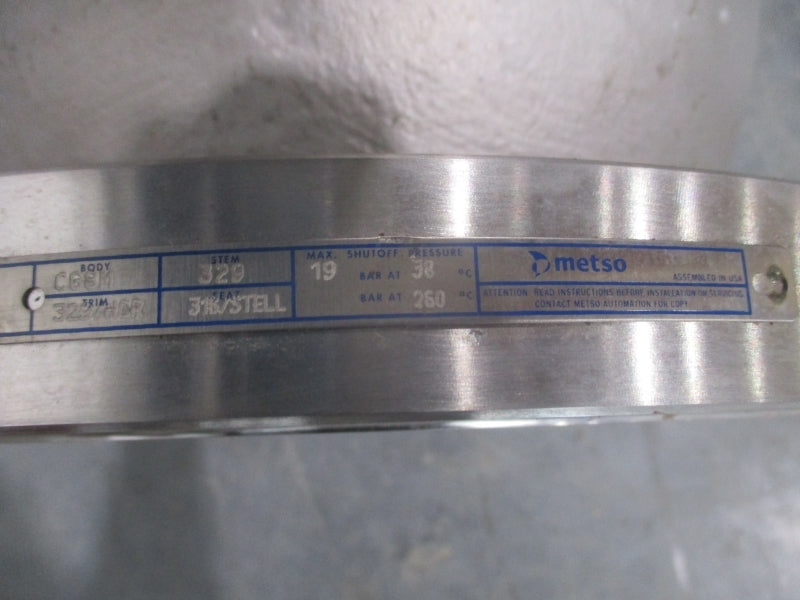 BODY
CG8M
TRIM
STEM
329
SEAT
316/STELL
MAX. SHUTOFF. PRESSURE
19 BAR AT 38 °C
BAR AT 260 °C
metso
ASSEMBLED IN USA
ATTENTION READ INSTRUCTIONS BEFORE INSTALLATION OR SERVICING
CONTACT METSO AUTOMATION FOR COPY